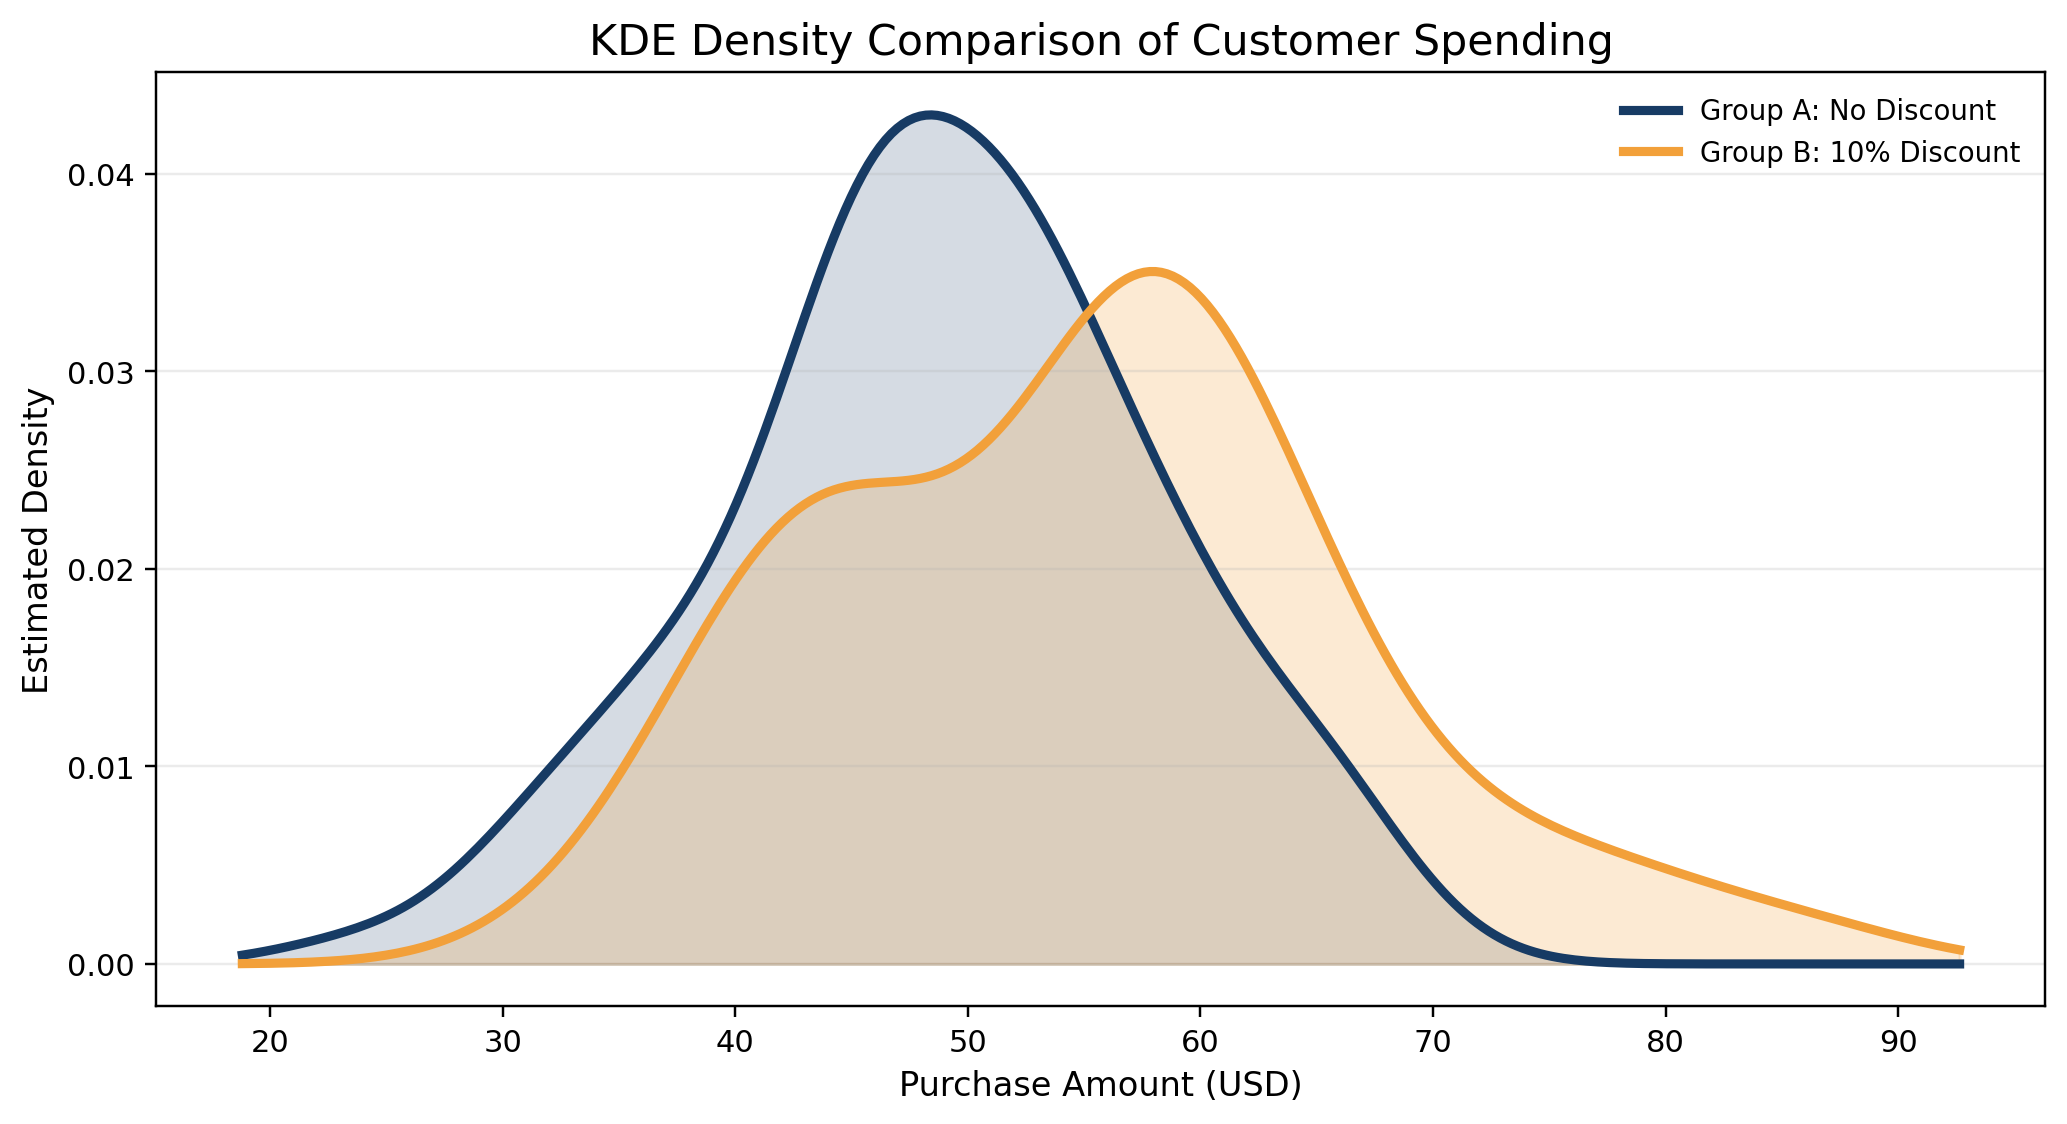 KDE Density Comparison of Customer Spending
Group A: No Discount
Group B: 10% Discount
0.04
0.03
0.02
0.01
0.00
Estimated Density
20 30 40 50 60 70 80 90
Purchase Amount (USD)